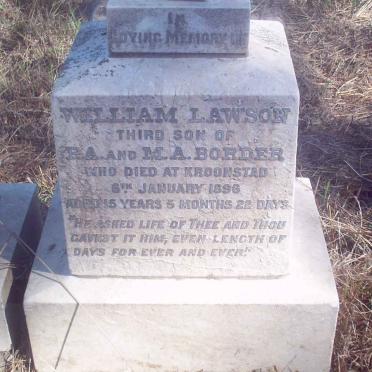 IN
LOVING MEMORY OF
WILLIAM LAWSON
THIRD SON OF
P.A. AND M.A. BORDER
WHO DIED AT KROONSTAD
6TH JANUARY 1896
AGED 15 YEARS 5 MONTHS 22 DAYS
"HE ASKED LIFE OF THEE AND THOU
GAVEST IT HIM, EVEN LENGTH OF
DAYS FOR EVER AND EVER."